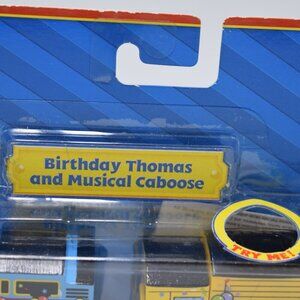 Birthday Thomas
and Musical Caboose
TRY ME!